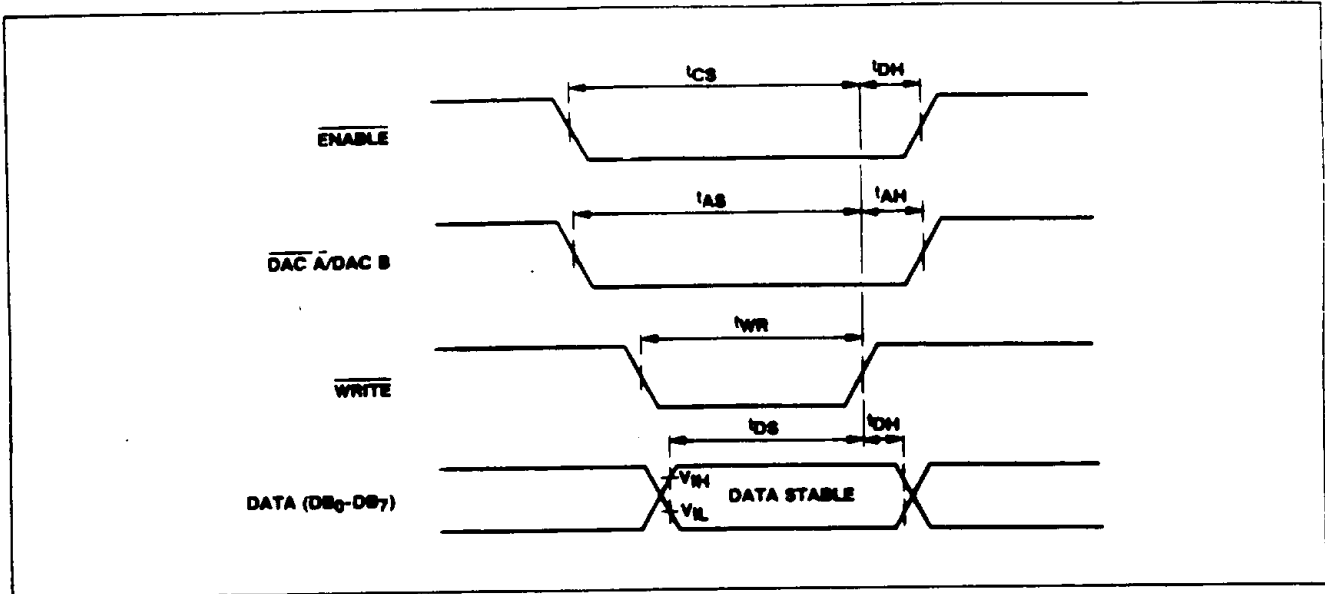 tCS
tDH
ENABLE
tAS
tAH
DAC A/DAC B
tWR
WRITE
tDS
tDH
VIH
DATA STABLE
DATA (DB0-DB7)
VIL